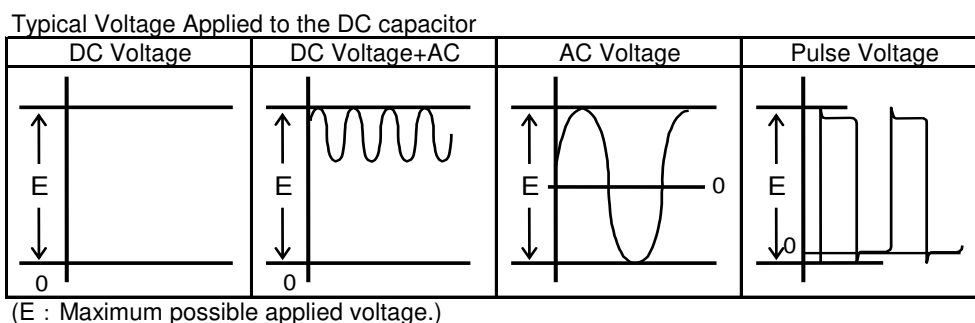 Typical Voltage Applied to the DC capacitor
DC Voltage
DC Voltage+AC
AC Voltage
Pulse Voltage
E
0
E
0
E
0
E
0
(E : Maximum possible applied voltage.)